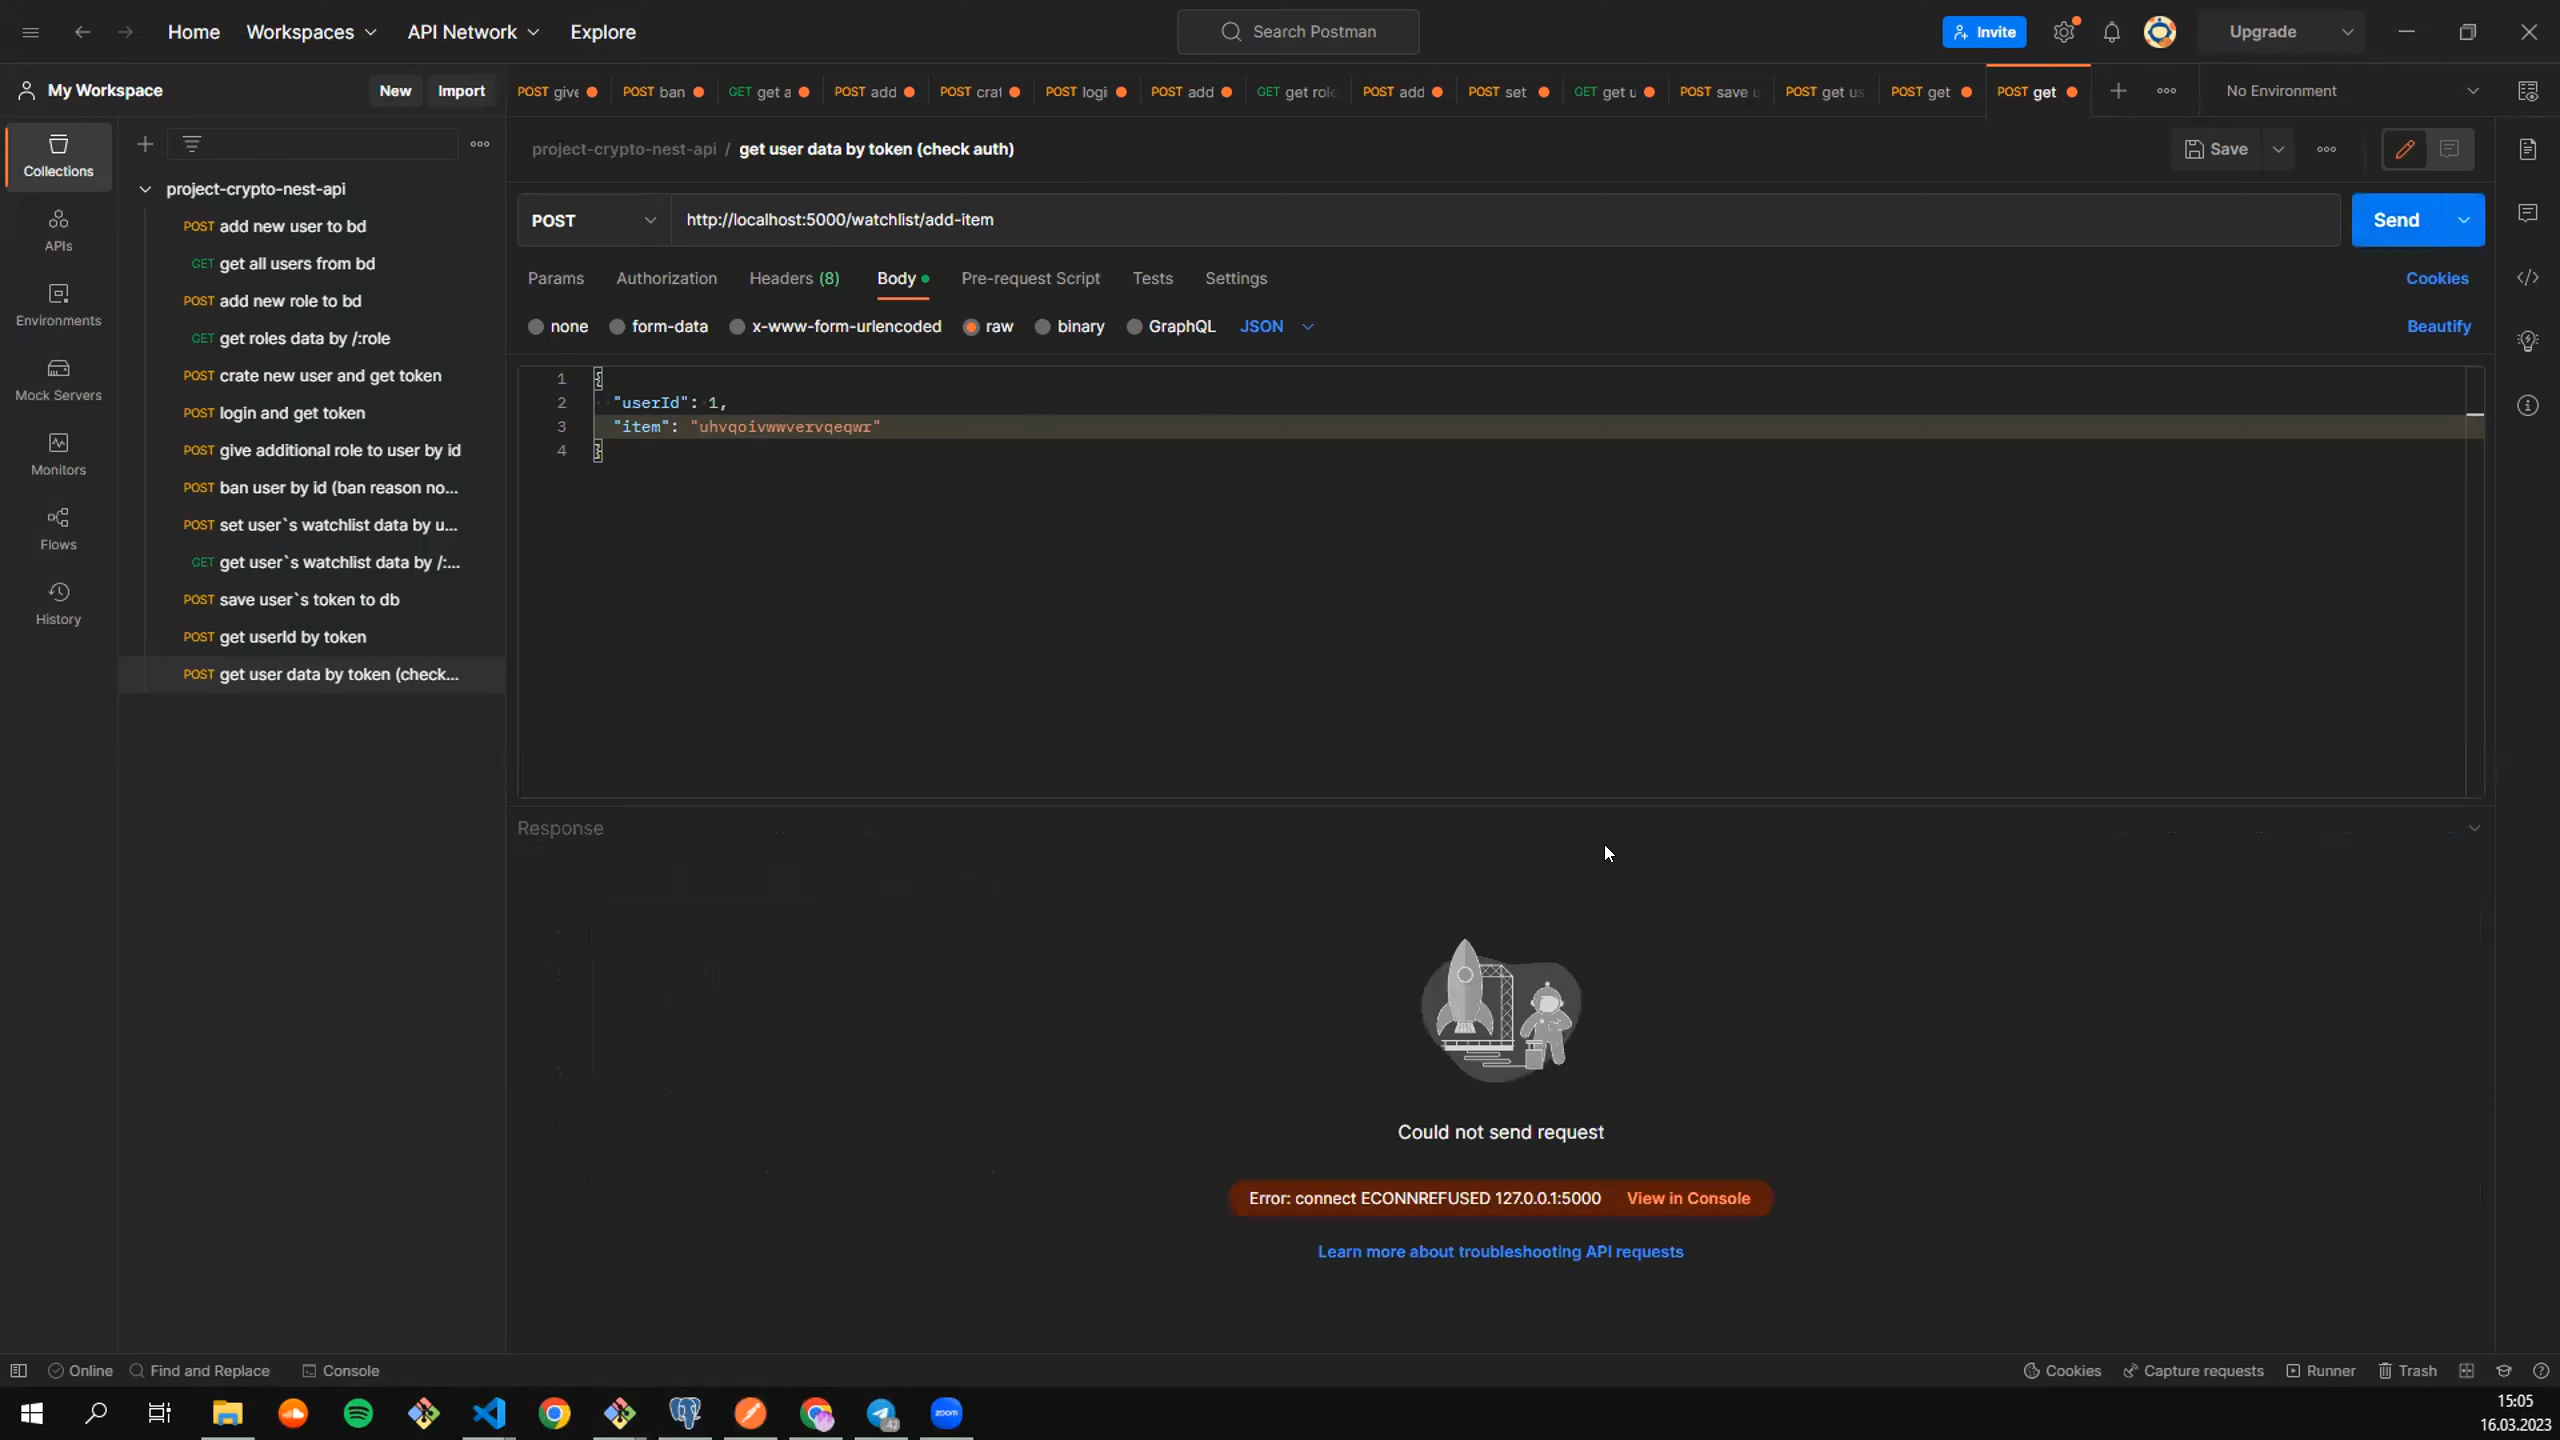 Home Workspaces API Network Explore
Search Postman
Invite
Upgrade
My Workspace
New Import
POST give
POST ban
GET get a
POST add
POST crat
POST logi
POST add
GET get role
POST add
POST set
GET get u
POST save u
POST get us
POST get
POST get
No Environment
Collections
APIs
Environments
Mock Servers
Monitors
Flows
History
project-crypto-nest-api
POST add new user to bd
GET get all users from bd
POST add new role to bd
GET get roles data by /:role
POST crate new user and get token
POST login and get token
POST give additional role to user by id
POST ban user by id (ban reason no...
POST set user`s watchlist data by u...
GET get user`s watchlist data by /:...
POST save user`s token to db
POST get userId by token
POST get user data by token (check...
project-crypto-nest-api / get user data by token (check auth)
Save
POST
http://localhost:5000/watchlist/add-item
Send
Params Authorization Headers (8) Body Pre-request Script Tests Settings
Cookies
none form-data x-www-form-urlencoded raw binary GraphQL JSON
Beautify
1 {
2 "userId": 1,
3 "item": "uhvqoivwwvervqeqwr"
4 }
Response
Could not send request
Error: connect ECONNREFUSED 127.0.0.1:5000 View in Console
Learn more about troubleshooting API requests
Online Find and Replace Console
Cookies Capture requests Runner Trash
zoom
15:05
16.03.2023